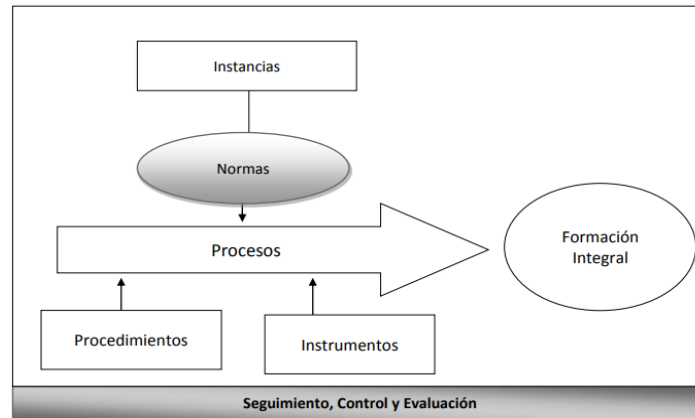 Instancias
Normas
Procesos
Formación
Integral
Procedimientos
Instrumentos
Seguimiento, Control y Evaluación